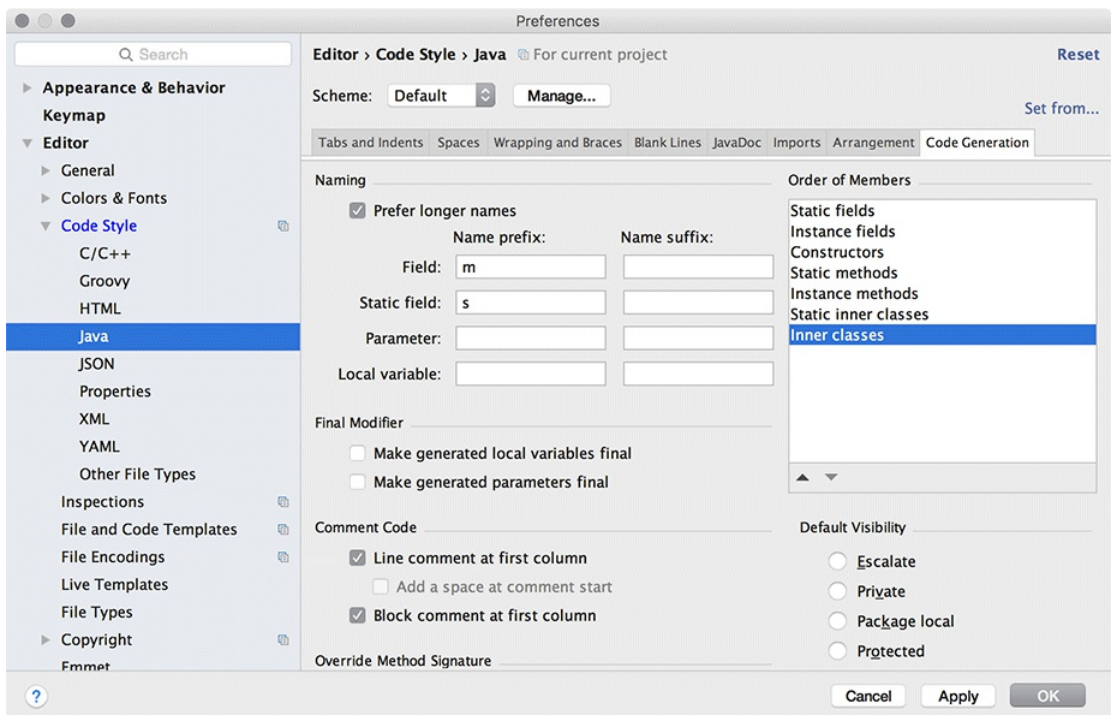 Preferences
Search
Appearance & Behavior
Keymap
Editor
General
Colors & Fonts
Code Style
C/C++
Groovy
HTML
Java
JSON
Properties
XML
YAML
Other File Types
Inspections
File and Code Templates
File Encodings
Live Templates
File Types
Copyright
Emmet
Editor › Code Style › Java For current project
Reset
Scheme: Default Manage...
Set from...
Tabs and Indents Spaces Wrapping and Braces Blank Lines JavaDoc Imports Arrangement Code Generation
Naming
Prefer longer names
Name prefix: Name suffix:
Field: m
Static field: s
Parameter:
Local variable:
Final Modifier
Make generated local variables final
Make generated parameters final
Comment Code
Line comment at first column
Add a space at comment start
Block comment at first column
Override Method Signature
Order of Members
Static fields
Instance fields
Constructors
Static methods
Instance methods
Static inner classes
Inner classes
Default Visibility
Escalate
Private
Package local
Protected
?
Cancel Apply OK